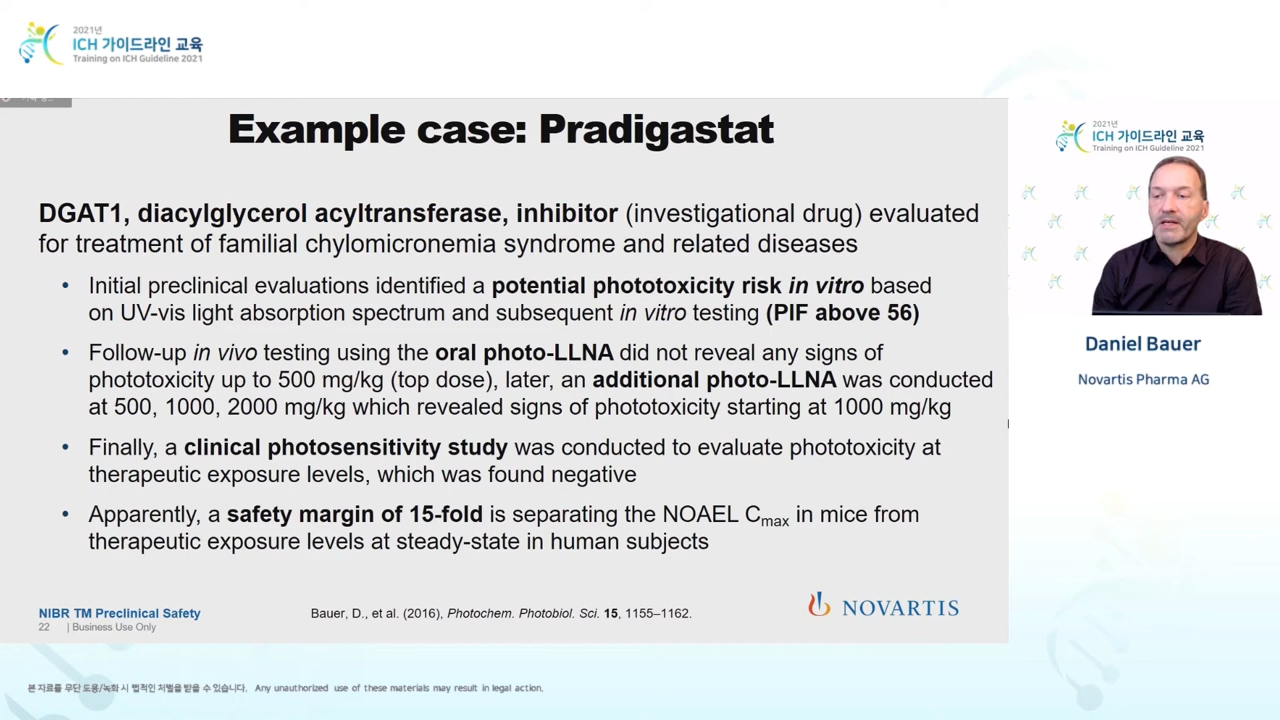 2021년
ICH 가이드라인 교육
Training on ICH Guideline 2021
Example case: Pradigastat
DGAT1, diacylglycerol acyltransferase, inhibitor (investigational drug) evaluated
for treatment of familial chylomicronemia syndrome and related diseases
• Initial preclinical evaluations identified a potential phototoxicity risk in vitro based
on UV-vis light absorption spectrum and subsequent in vitro testing (PIF above 56)
• Follow-up in vivo testing using the oral photo-LLNA did not reveal any signs of
phototoxicity up to 500 mg/kg (top dose), later, an additional photo-LLNA was conducted
at 500, 1000, 2000 mg/kg which revealed signs of phototoxicity starting at 1000 mg/kg
• Finally, a clinical photosensitivity study was conducted to evaluate phototoxicity at
therapeutic exposure levels, which was found negative
• Apparently, a safety margin of 15-fold is separating the NOAEL Cmax in mice from
therapeutic exposure levels at steady-state in human subjects
NIBR TM Preclinical Safety
22 | Business Use Only
Bauer, D., et al. (2016), Photochem. Photobiol. Sci. 15, 1155–1162.
NOVARTIS
2021년
ICH 가이드라인 교육
Training on ICH Guideline 2021
Daniel Bauer
Novartis Pharma AG
본 자료를 무단 도용/녹화 시 법적인 처벌을 받을 수 있습니다. Any unauthorized use of these materials may result in legal action.